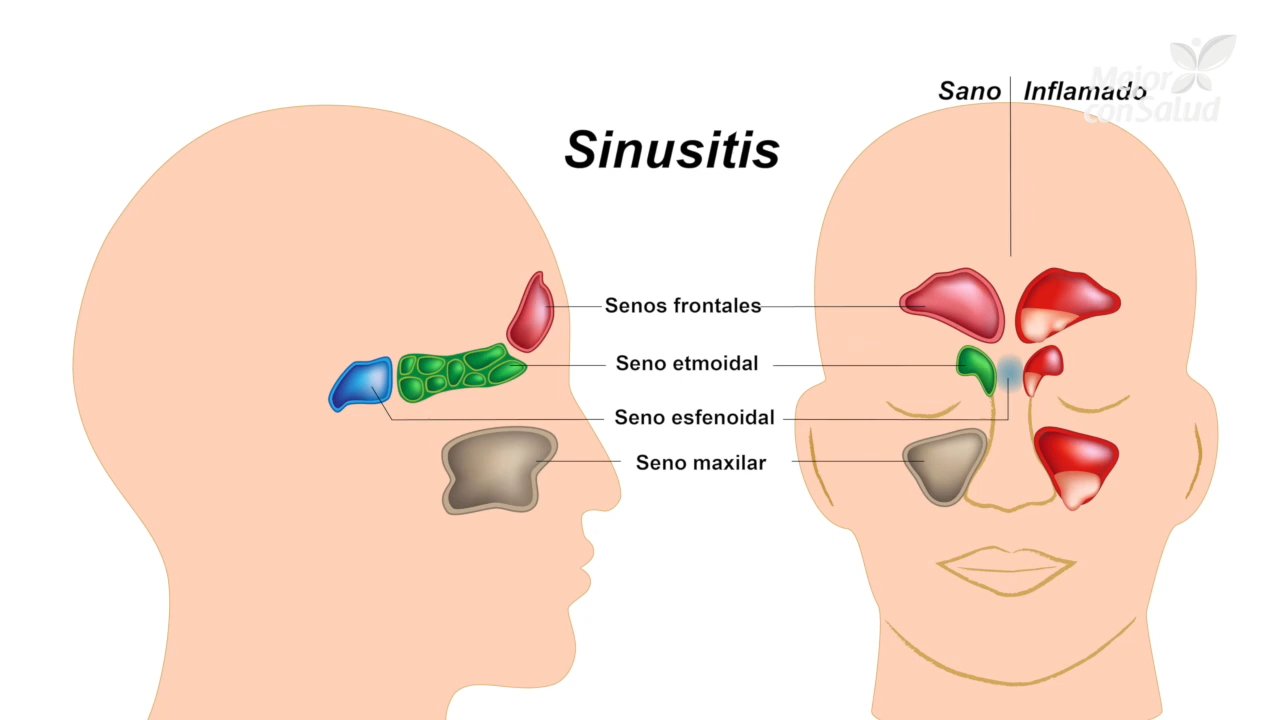 Mejor
conSalud
Sano
Inflamado
Sinusitis
Senos frontales
Seno etmoidal
Seno esfenoidal
Seno maxilar